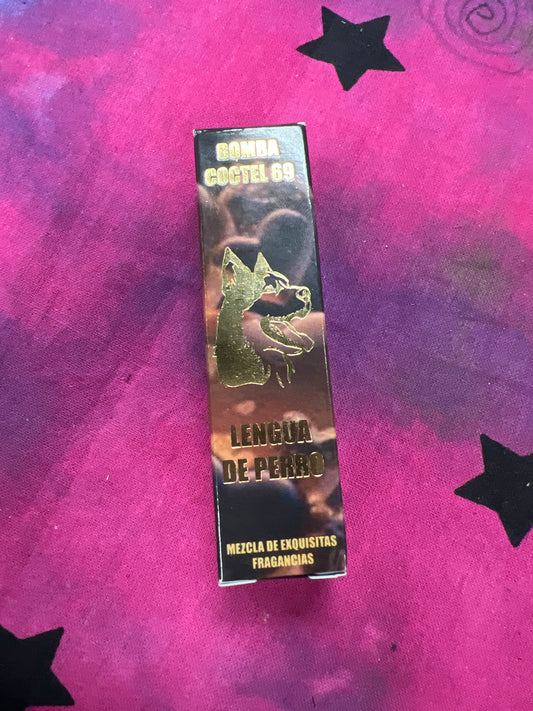 BOMBA
COCTEL 69
LENGUA
DE PERRO
MEZCLA DE EXQUISITAS
FRAGANCIAS